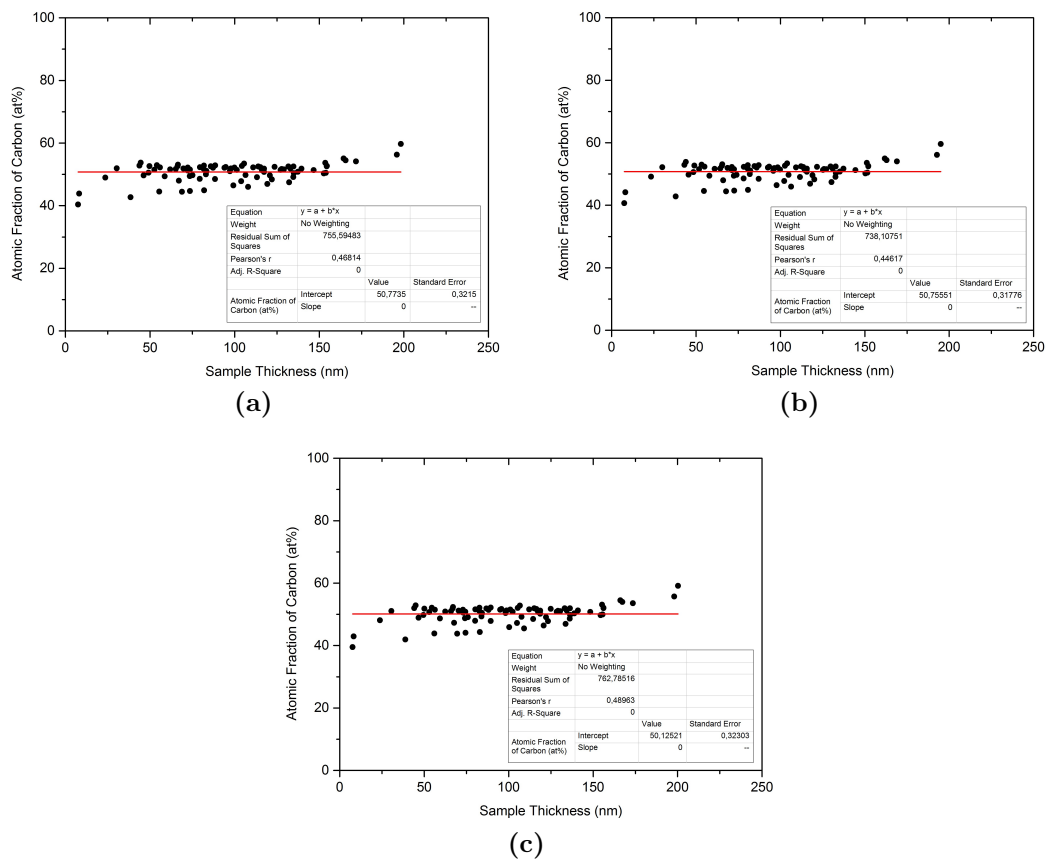 100
80
60
40
20
0
Atomic Fraction of Carbon (at%)
Equation y = a + b*x
Weight No Weighting
Residual Sum of Squares 755,59483
Pearson's r 0,46814
Adj. R-Square 0
Value Standard Error
Atomic Fraction of Carbon (at%) Intercept 50,7735 0,3215
Slope 0 --
0 50 100 150 200 250
Sample Thickness (nm)
(a)
100
80
60
40
20
0
Atomic Fraction of Carbon (at%)
Equation y = a + b*x
Weight No Weighting
Residual Sum of Squares 738,10751
Pearson's r 0,44617
Adj. R-Square 0
Value Standard Error
Atomic Fraction of Carbon (at%) Intercept 50,75551 0,31776
Slope 0 --
0 50 100 150 200 250
Sample Thickness (nm)
(b)
100
80
60
40
20
0
Atomic Fraction of Carbon (at%)
Equation y = a + b*x
Weight No Weighting
Residual Sum of Squares 762,78516
Pearson's r 0,48963
Adj. R-Square 0
Value Standard Error
Atomic Fraction of Carbon (at%) Intercept 50,12521 0,32303
Slope 0 --
0 50 100 150 200 250
Sample Thickness (nm)
(c)